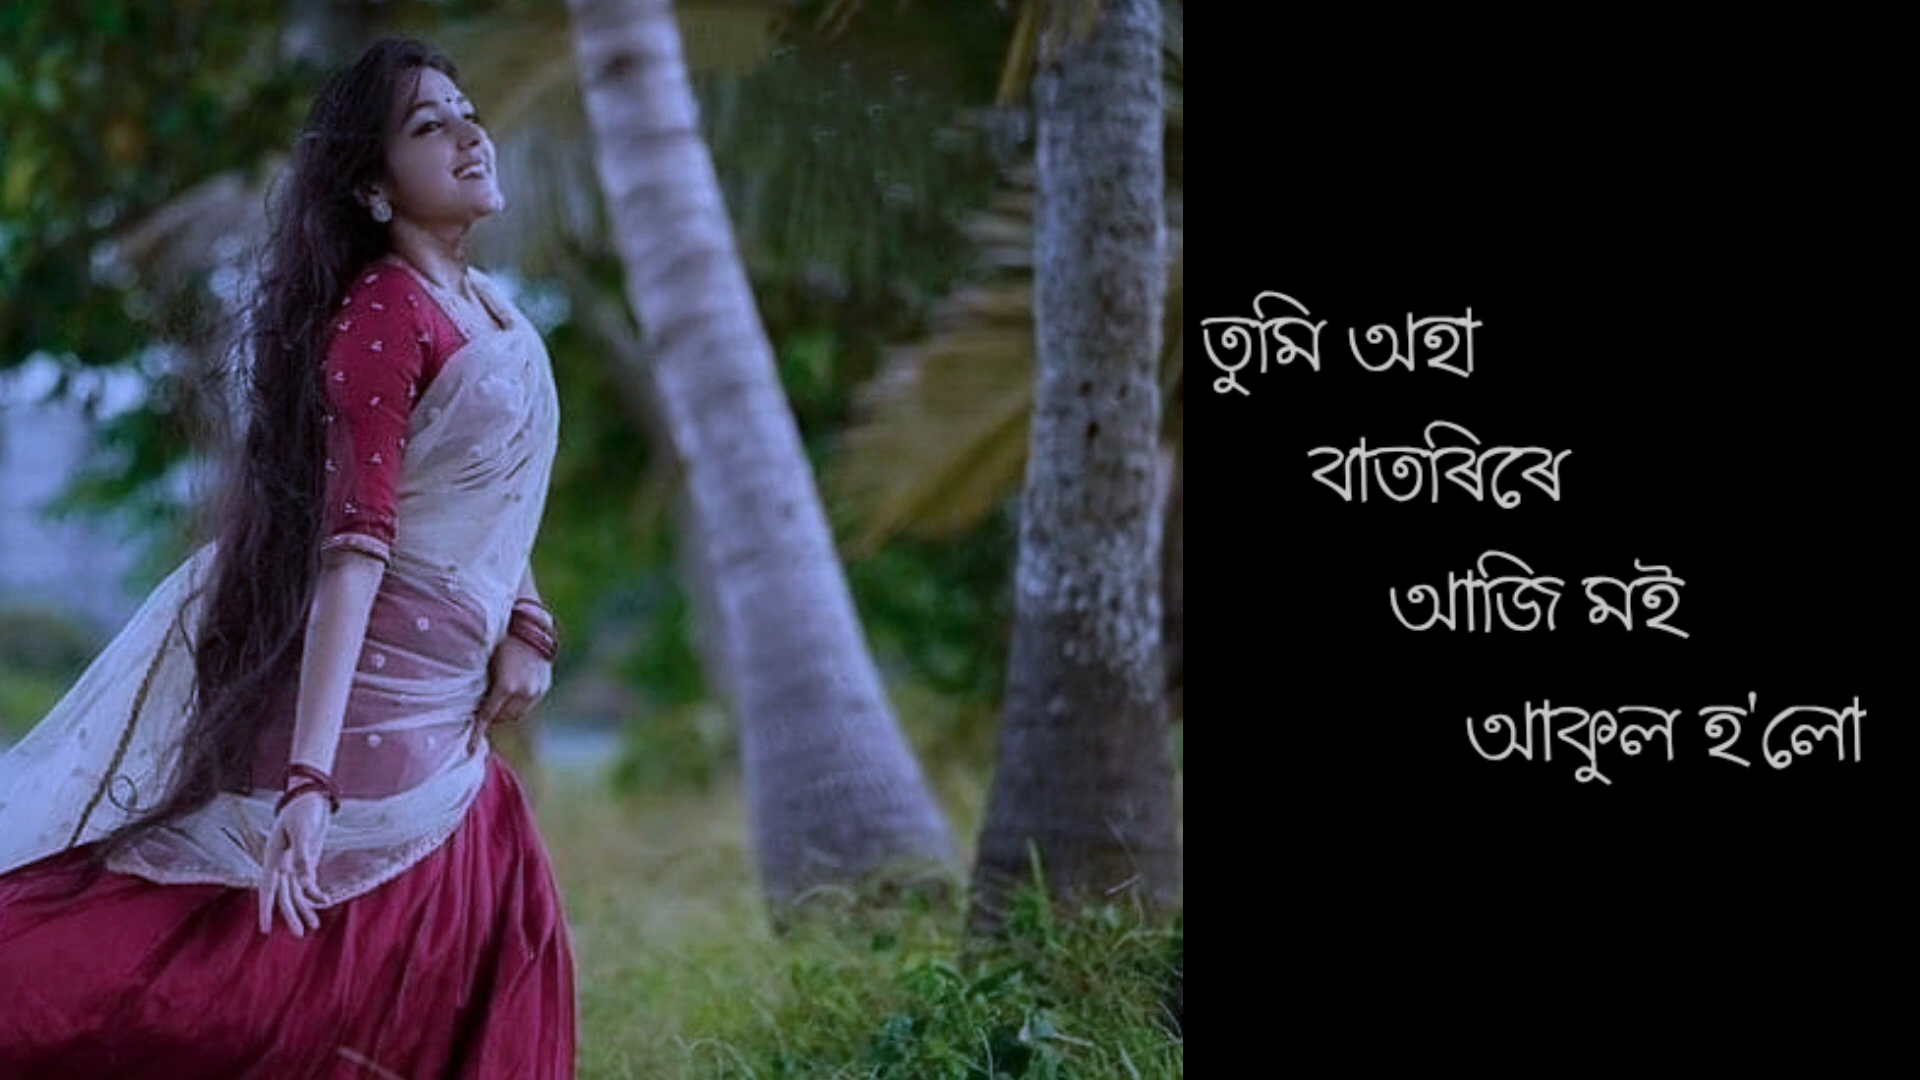 তুমি অহা
বাতৰিৰে
আজি মই
আকুল হ'লো